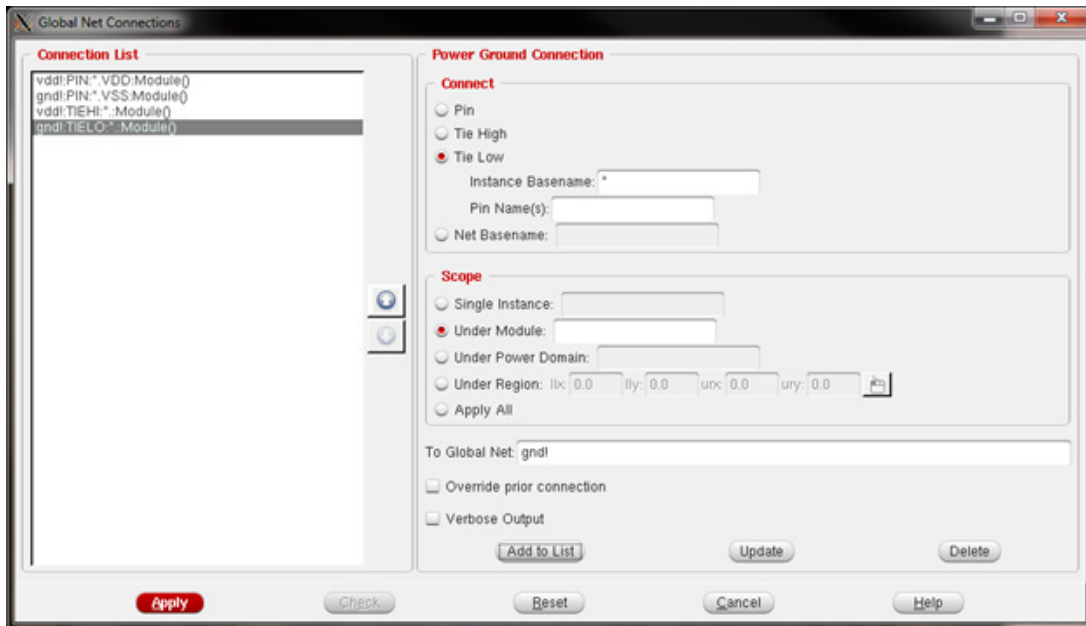 Global Net Connections
Connection List
vdd!:PIN:*.VDD:Module()
gnd!:PIN:*.VSS:Module()
vdd!:TIEHI:*.:Module()
gnd!:TIELO:*.:Module()
Power Ground Connection
Connect
Pin
Tie High
Tie Low
Instance Basename: *
Pin Name(s):
Net Basename:
Scope
Single Instance:
Under Module:
Under Power Domain:
Under Region: llx: 0.0 lly: 0.0 urx: 0.0 ury: 0.0
Apply All
To Global Net: gnd!
Override prior connection
Verbose Output
Add to List Update Delete
Apply Check Reset Cancel Help